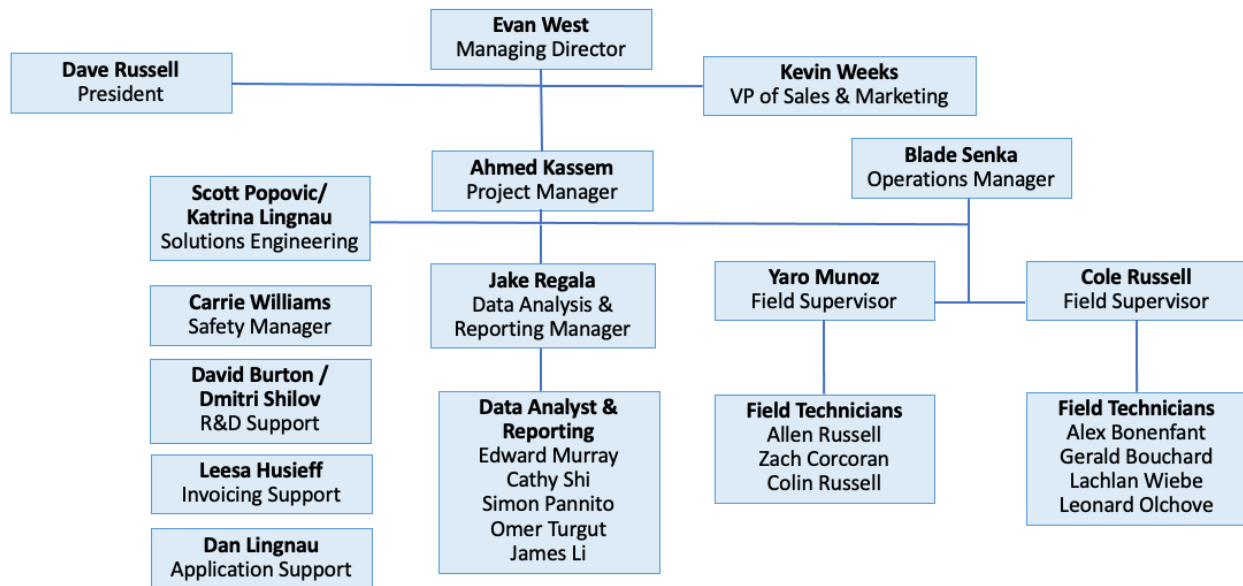 Evan West
Managing Director
Dave Russell
President
Kevin Weeks
VP of Sales & Marketing
Ahmed Kassem
Project Manager
Blade Senka
Operations Manager
Scott Popovic/
Katrina Lingnau
Solutions Engineering
Jake Regala
Data Analysis &
Reporting Manager
Yaro Munoz
Field Supervisor
Cole Russell
Field Supervisor
Carrie Williams
Safety Manager
David Burton /
Dmitri Shilov
R&D Support
Data Analyst &
Reporting
Edward Murray
Cathy Shi
Simon Pannito
Omer Turgut
James Li
Field Technicians
Allen Russell
Zach Corcoran
Colin Russell
Field Technicians
Alex Bonenfant
Gerald Bouchard
Lachlan Wiebe
Leonard Olchove
Leesa Husieff
Invoicing Support
Dan Lingnau
Application Support